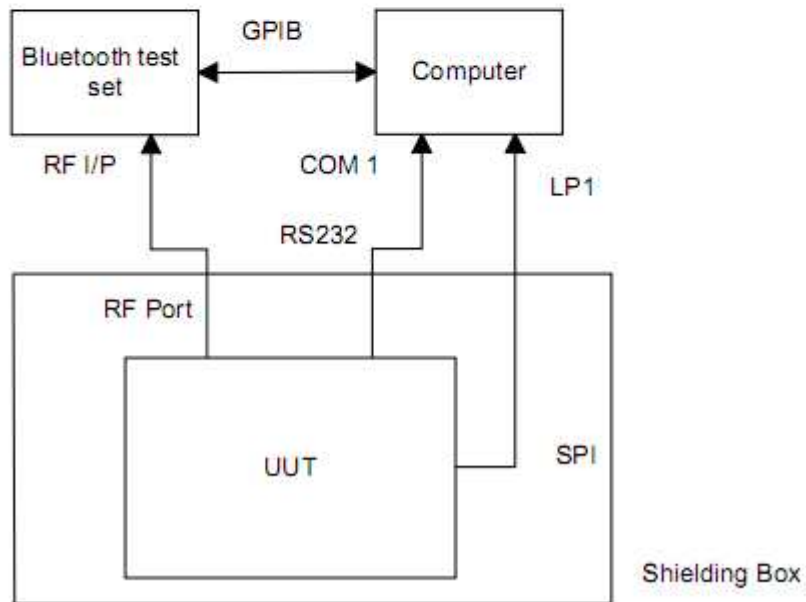 GPIB
Bluetooth test
set
Computer
RF I/P
COM 1
LP1
RS232
RF Port
UUT
SPI
Shielding Box